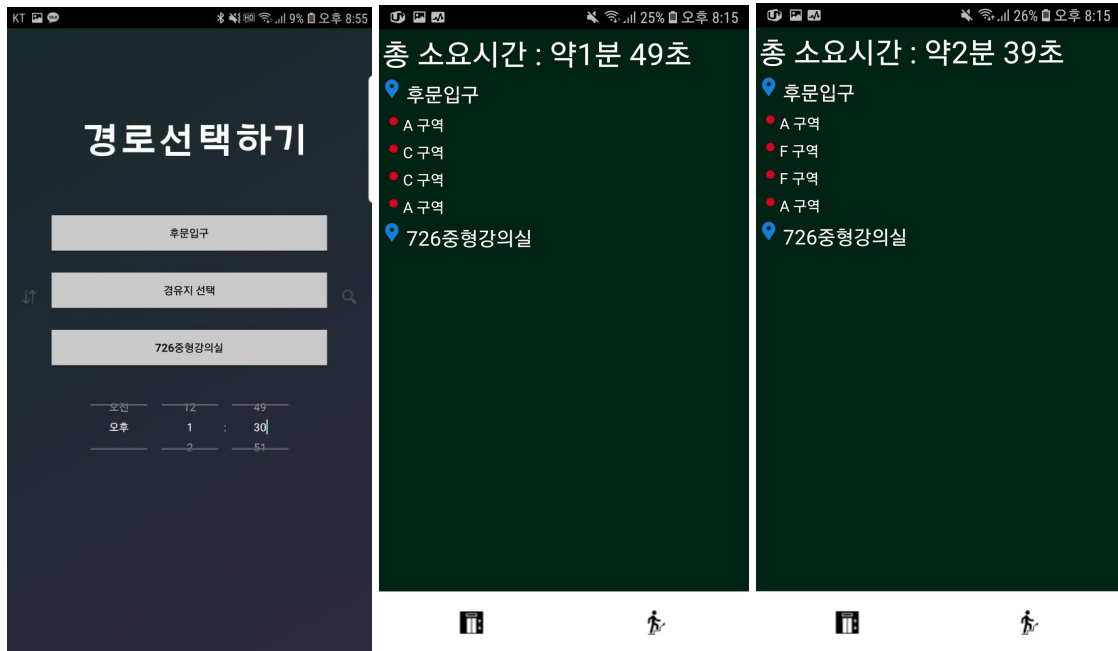 KT 9% 오후 8:55
경로선택하기
후문입구
경유지 선택
726중형강의실
오전 12 49
오후 1 : 30
2 51
25% 오후 8:15
총 소요시간 : 약1분 49초
후문입구
A 구역
C 구역
C 구역
A 구역
726중형강의실
26% 오후 8:15
총 소요시간 : 약2분 39초
후문입구
A 구역
F 구역
F 구역
A 구역
726중형강의실